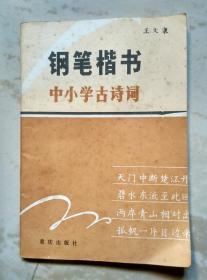 王文康
钢笔楷书
中小学古诗词
天门中断楚江开
碧水东流至此回
两岸青山相对出
孤帆一片日边来
重庆出版社